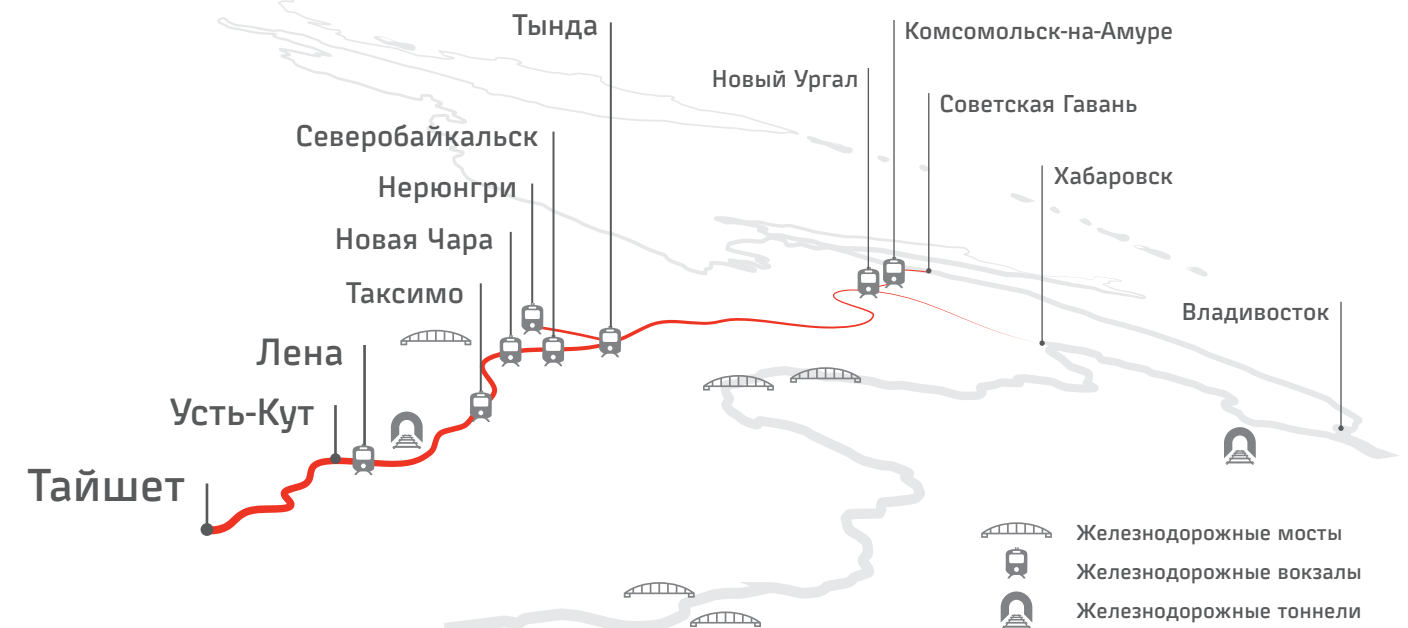 Тында
Комсомольск-на-Амуре
Новый Ургал
Советская Гавань
Северобайкальск
Хабаровск
Нерюнгри
Новая Чара
Таксимо
Владивосток
Лена
Усть-Кут
Тайшет
Железнодорожные мосты
Железнодорожные вокзалы
Железнодорожные тоннели